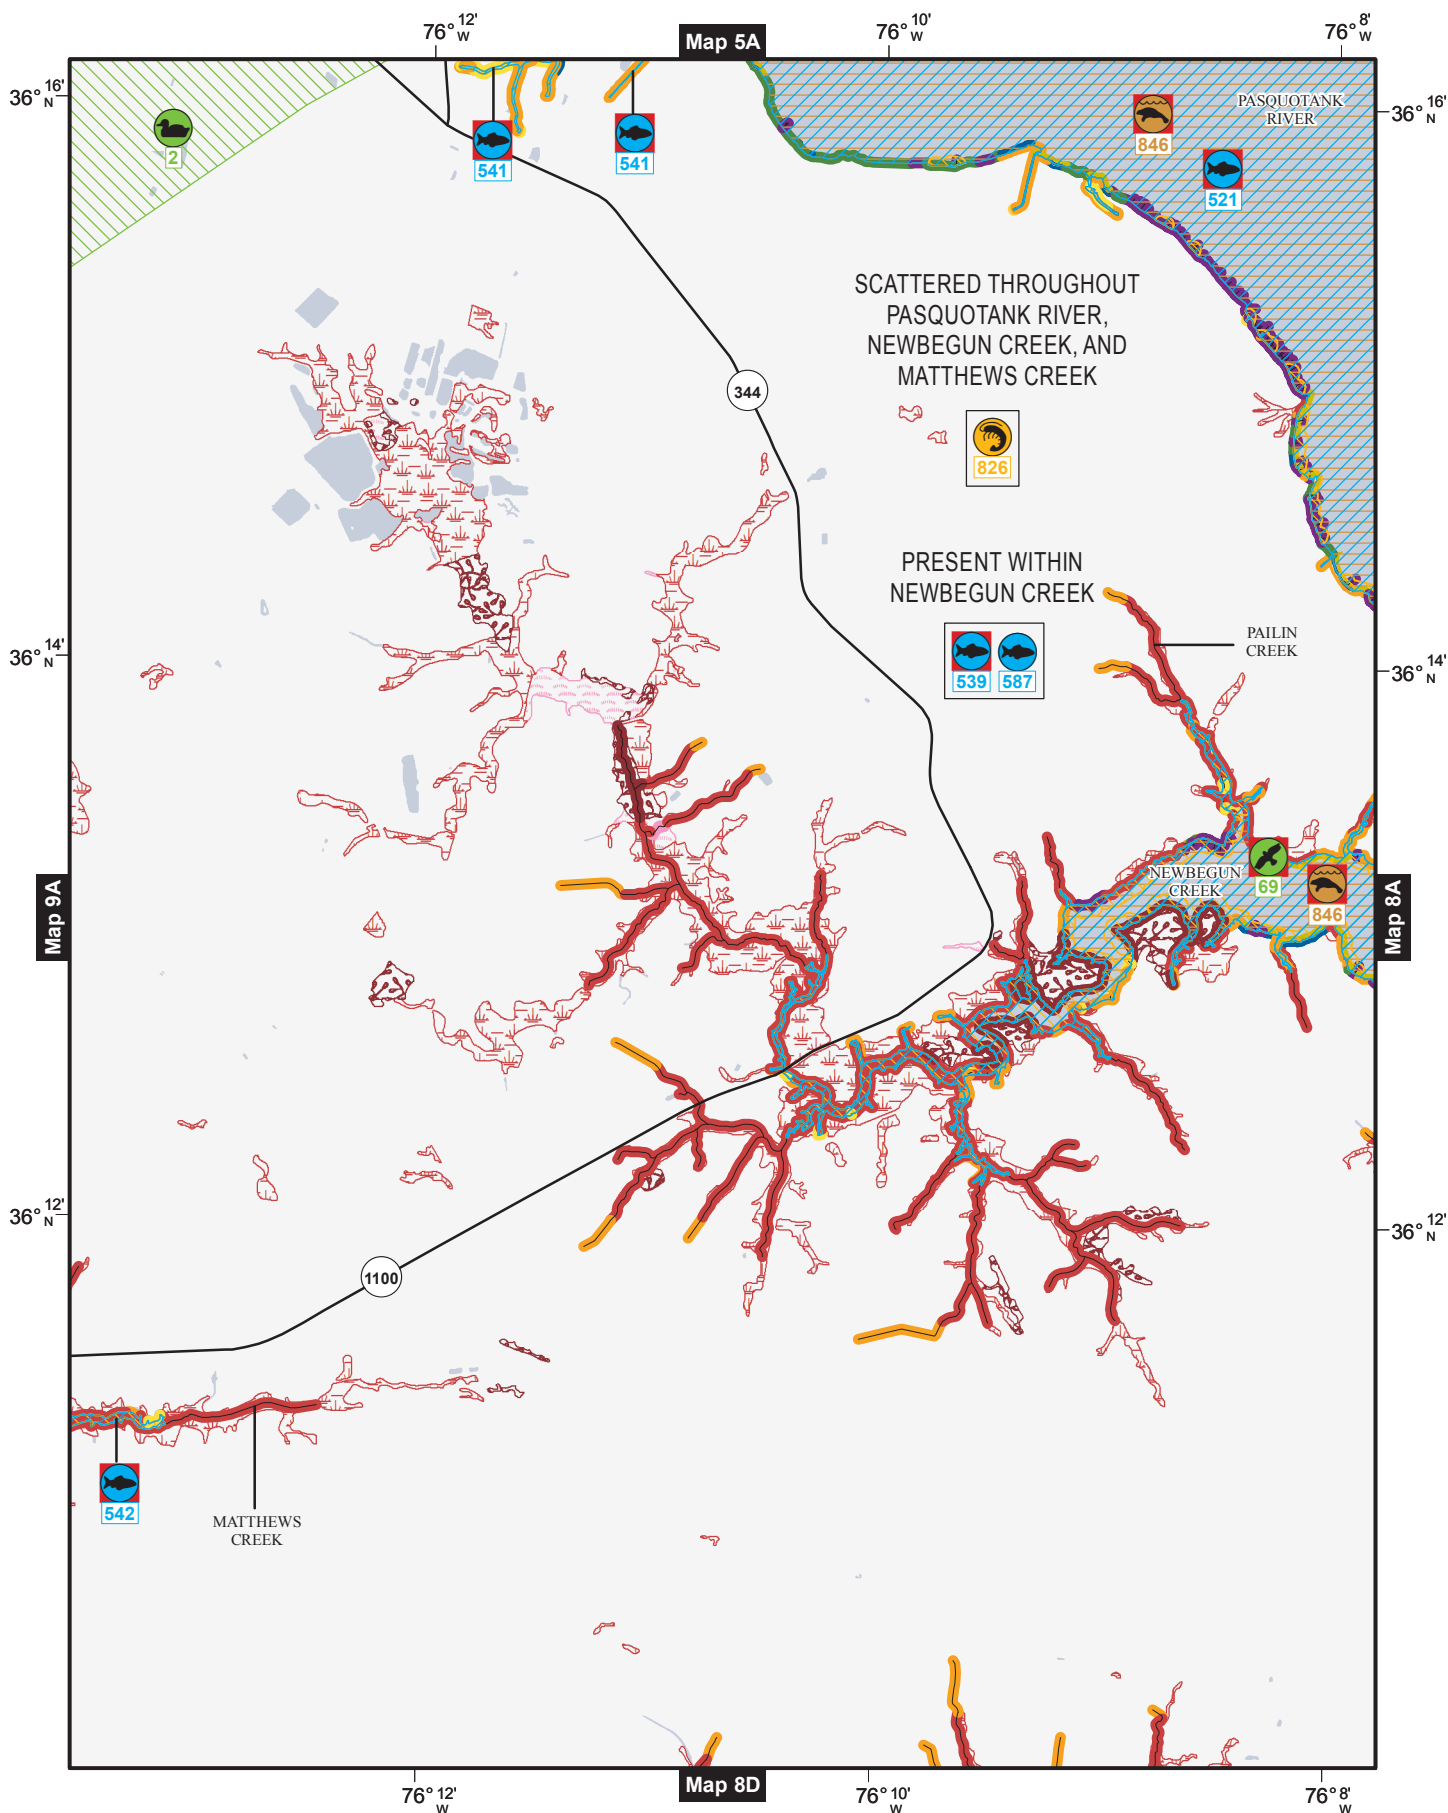 76° 12' W
76° 10' W
76° 8' W
Map 5A
36° 16' N
36° 16' N
PASQUOTANK
RIVER
846
2
541
541
521
SCATTERED THROUGHOUT
PASQUOTANK RIVER,
NEWBEGUN CREEK, AND
MATTHEWS CREEK
344
826
PRESENT WITHIN
NEWBEGUN CREEK
539 587
PAILIN
CREEK
36° 14' N
36° 14' N
NEWBEGUN
CREEK
69
846
Map 9A
Map 8A
36° 12' N
36° 12' N
1100
542
MATTHEWS
CREEK
Map 8D
76° 12' W
76° 10' W
76° 8' W